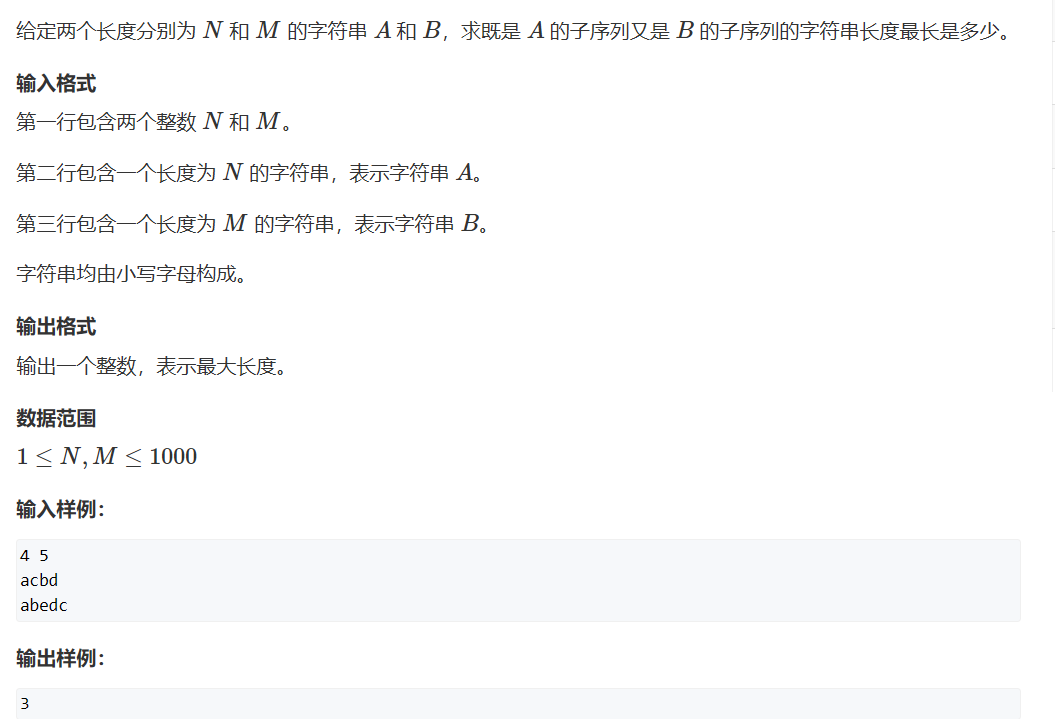 给定两个长度分别为 N 和 M 的字符串 A 和 B，求既是 A 的子序列又是 B 的子序列的字符串长度最长是多少。
输入格式
第一行包含两个整数 N 和 M。
第二行包含一个长度为 N 的字符串，表示字符串 A。
第三行包含一个长度为 M 的字符串，表示字符串 B。
字符串均由小写字母构成。
输出格式
输出一个整数，表示最大长度。
数据范围
1 ≤ N, M ≤ 1000
输入样例：
4 5
acbd
abedc
输出样例：
3